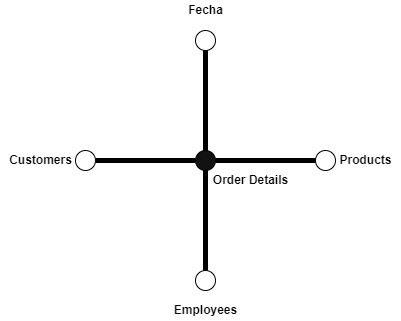 Fecha
Customers
Products
Order Details
Employees